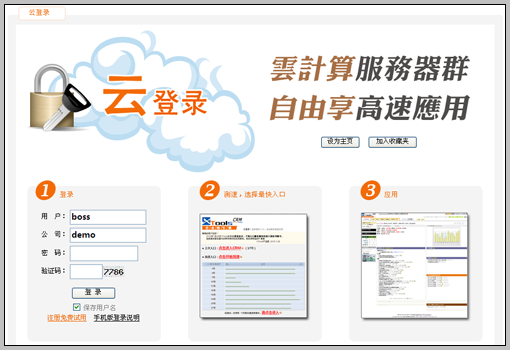 云登录
云登录
雲計算服務器群
自由享高速應用
设为主页
加入收藏夹
1 登录
用 户： boss
公 司： demo
密 码：
验证码： 7786
登 录
保存用户名
注册免费试用 手机版登录说明
2 测速，选择最快入口
XTools CRM
3 应用